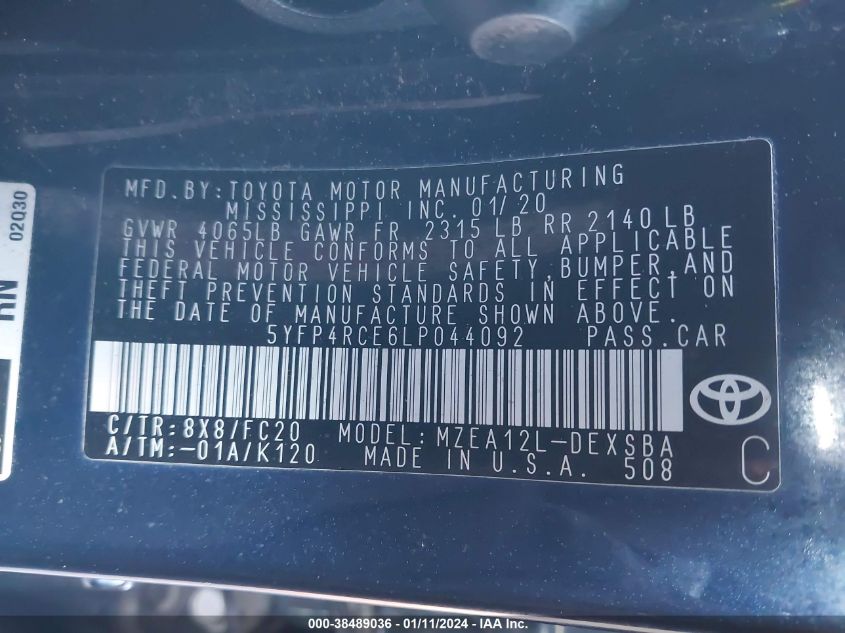 MFD.BY:TOYOTA MOTOR MANUFACTURING
MISSISSIPPI INC. 01/20
GVWR 4065LB GAWR FR 2315 LB RR 2140 LB
THIS VEHICLE CONFORMS TO ALL APPLICABLE
FEDERAL MOTOR VEHICLE SAFETY,BUMPER,AND
THEFT PREVENTION STANDARDS IN EFFECT ON
THE DATE OF MANUFACTURE SHOWN ABOVE.
5YFP4RCE6LP044092 PASS.CAR
C/TR:8X8/FC20 MODEL:MZEA12L-DEXSBA
A/TM:-01A/K120 MADE IN U.S.A. 508
C
02Q30
RN
000-38489036 - 01/11/2024 - IAA Inc.